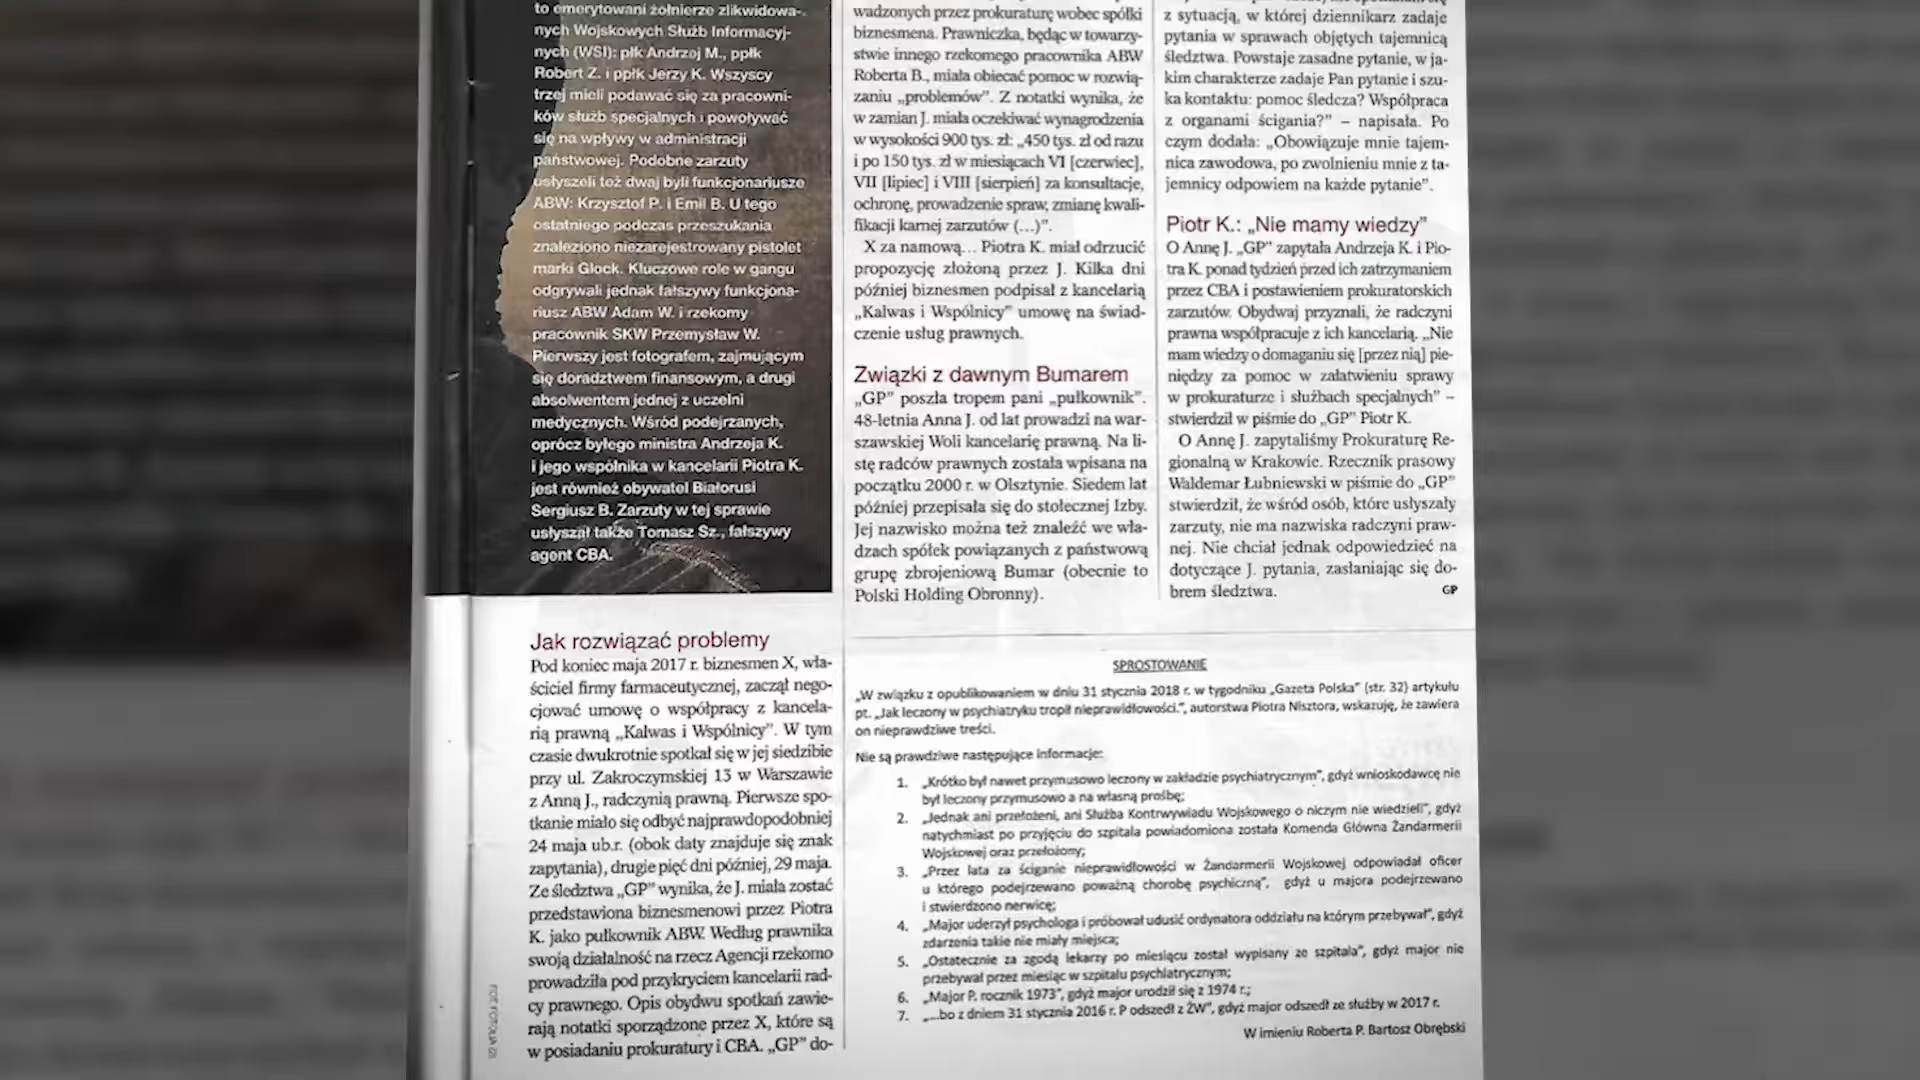 to emerytowani żołnierze zlikwidowa-
nych Wojskowych Służb Informacyj-
nych (WSI): płk Andrzej M., ppłk
Robert Z. i ppłk Jerzy K. Wszyscy
trzej mieli podawać się za pracowni-
ków służb specjalnych i powoływać
się na wpływy w administracji
państwowej. Podobne zarzuty
usłyszeli też dwaj byli funkcjonariusze
ABW: Krzysztof P. i Emil B. U tego
ostatniego podczas przeszukania
znaleziono niezarejestrowany pistolet
marki Glock. Kluczowe role w gangu
odgrywali jednak fałszywy funkcjona-
riusz ABW Adam W. i rzekomy
pracownik SKW Przemysław W.
Pierwszy jest fotografem, zajmującym
się doradztwem finansowym, a drugi
absolwentem jednej z uczelni
medycznych. Wśród podejrzanych,
oprócz byłego ministra Andrzeja K.
i jego wspólnika w kancelarii Piotra K.
jest również obywatel Białorusi
Sergiusz B. Zarzuty w tej sprawie
usłyszał także Tomasz Sz., fałszywy
agent CBA.
Jak rozwiązać problemy
Pod koniec maja 2017 r. biznesmen X, wła-
ściciel firmy farmaceutycznej, zaczął nego-
cjować umowę o współpracy z kancela-
rią prawną „Kalwas i Wspólnicy”. W tym
czasie dwukrotnie spotkał się w jej siedzibie
przy ul. Zakroczymskiej 13 w Warszawie
z Anną J., radczynią prawną. Pierwsze spo-
tkanie miało się odbyć najprawdopodobniej
24 maja ub.r. (obok daty znajduje się znak
zapytania), drugie pięć dni później, 29 maja.
Ze śledztwa „GP” wynika, że J. miała zostać
przedstawiona biznesmenowi przez Piotra
K. jako pułkownik ABW. Według prawnika
swoją działalność na rzecz Agencji rzekomo
prowadziła pod przykryciem kancelarii rad-
cy prawnego. Opis obydwu spotkań zawie-
rają notatki sporządzone przez X, które są
w posiadaniu prokuratury i CBA. „GP” do-
FOT. FOTOLIA
wadzonych przez prokuraturę wobec spółki
biznesmena. Prawniczka, będąc w towarzy-
stwie innego rzekomego pracownika ABW
Roberta B., miała obiecać pomoc w rozwią-
zaniu „problemów”. Z notatki wynika, że
w zamian J. miała oczekiwać wynagrodzenia
w wysokości 900 tys. zł: „450 tys. zł od razu
i po 150 tys. zł w miesiącach VI [czerwiec],
VII [lipiec] i VIII [sierpień] za konsultacje,
ochronę, prowadzenie spraw, zmianę kwali-
fikacji karnej zarzutów (…)”.
X za namową… Piotra K. miał odrzucić
propozycję złożoną przez J. Kilka dni
później biznesmen podpisał z kancelarią
„Kalwas i Wspólnicy” umowę na świad-
czenie usług prawnych.
Związki z dawnym Bumarem
„GP” poszła tropem pani „pułkownik”.
48-letnia Anna J. od lat prowadzi na war-
szawskiej Woli kancelarię prawną. Na li-
stę radców prawnych została wpisana na
początku 2000 r. w Olsztynie. Siedem lat
później przepisała się do stołecznej Izby.
Jej nazwisko można też znaleźć we wła-
dzach spółek powiązanych z państwową
grupę zbrojeniową Bumar (obecnie to
Polski Holding Obronny).
z sytuacją, w której dziennikarz zadaje
pytania w sprawach objętych tajemnicą
śledztwa. Powstaje zasadne pytanie, w ja-
kim charakterze zadaje Pan pytanie i szu-
ka kontaktu: pomoc śledcza? Współpraca
z organami ścigania?” – napisała. Po
czym dodała: „Obowiązuje mnie tajem-
nica zawodowa, po zwolnieniu mnie z ta-
jemnicy odpowiem na każde pytanie”.
Piotr K.: „Nie mamy wiedzy”
O Annę J. „GP” zapytała Andrzeja K. i Pio-
tra K. ponad tydzień przed ich zatrzymaniem
przez CBA i postawieniem prokuratorskich
zarzutów. Obydwaj przyznali, że radczyni
prawna współpracuje z ich kancelarią. „Nie
mam wiedzy o domaganiu się [przez nią] pie-
niędzy za pomoc w załatwieniu sprawy
w prokuraturze i służbach specjalnych” –
stwierdził w piśmie do „GP” Piotr K.
O Annę J. zapytaliśmy Prokuraturę Re-
gionalną w Krakowie. Rzecznik prasowy
Waldemar Łubniewski w piśmie do „GP”
stwierdził, że wśród osób, które usłyszały
zarzuty, nie ma nazwiska radczyni praw-
nej. Nie chciał jednak odpowiedzieć na
dotyczące J. pytania, zasłaniając się do-
brem śledztwa. GP
SPROSTOWANIE
„W związku z opublikowaniem w dniu 31 stycznia 2018 r. w tygodniku „Gazeta Polska” (str. 32) artykułu
pt. „Jak leczony w psychiatryku tropił nieprawidłowości.”, autorstwa Piotra Nisztora, wskazuję, że zawiera
on nieprawdziwe treści.
Nie są prawdziwe następujące informacje:
1. „Krótko był nawet przymusowo leczony w zakładzie psychiatrycznym”, gdyż wnioskodawcę nie
był leczony przymusowo a na własną prośbę;
2. „Jednak ani przełożeni, ani Służba Kontrwywiadu Wojskowego o niczym nie wiedzieli”, gdyż
natychmiast po przyjęciu do szpitala powiadomiona została Komenda Główna Żandarmerii
Wojskowej oraz przełożony;
3. „Przez lata za ściganie nieprawidłowości w Żandarmerii Wojskowej odpowiadał oficer
u którego podejrzewano poważną chorobę psychiczną”, gdyż u majora podejrzewano
i stwierdzono nerwicę;
4. „Major uderzył psychologa i próbował udusić ordynatora oddziału na którym przebywał”, gdyż
zdarzenia takie nie miały miejsca;
5. „Ostatecznie za zgodą lekarzy po miesiącu został wypisany ze szpitala”, gdyż major nie
przebywał przez miesiąc w szpitalu psychiatrycznym;
6. „Major P. rocznik 1973”, gdyż major urodził się z 1974 r.;
7. „...bo z dniem 31 stycznia 2016 r. P odszedł z ŻW”, gdyż major odszedł ze służby w 2017 r.
W imieniu Roberta P. Bartosz Obrębski